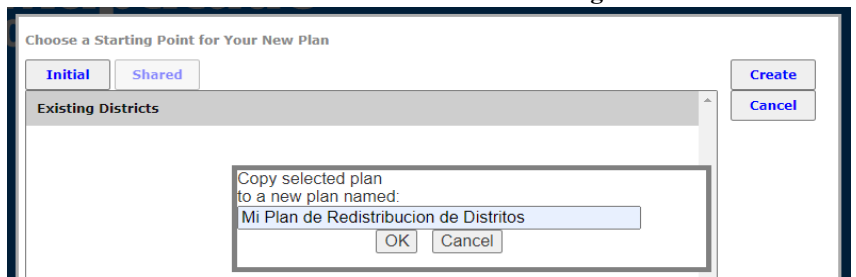 Choose a Starting Point for Your New Plan
Initial Shared Create
Existing Districts Cancel
Copy selected plan
to a new plan named:
Mi Plan de Redistribucion de Distritos
OK Cancel